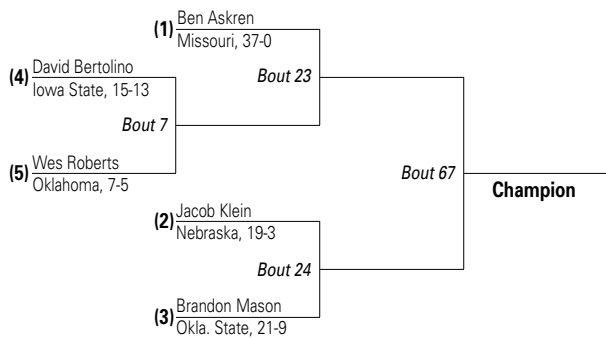 (1) Ben Askren
Missouri, 37-0
(4) David Bertolino
Iowa State, 15-13
Bout 23
Bout 7
(5) Wes Roberts
Oklahoma, 7-5
Bout 67
Champion
(2) Jacob Klein
Nebraska, 19-3
Bout 24
(3) Brandon Mason
Okla. State, 21-9